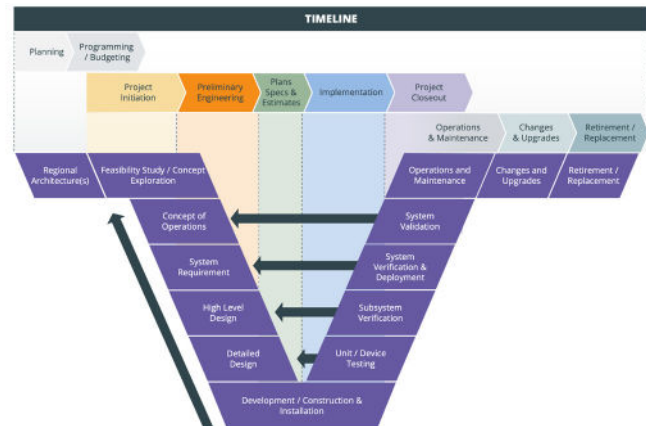 TIMELINE
Planning
Programming
/ Budgeting
Project
Initiation
Preliminary
Engineering
Plans
Specs &
Estimates
Implementation
Project
Closeout
Operations
& Maintenance
Changes
& Upgrades
Retirement /
Replacement
Regional
Architecture(s)
Feasibility Study / Concept
Exploration
Operations and
Maintenance
Changes and
Upgrades
Retirement /
Replacement
Concept of
Operations
System
Validation
System
Requirement
System
Verification &
Deployment
High Level
Design
Subsystem
Verification
Detailed
Design
Unit / Device
Testing
Development / Construction &
Installation